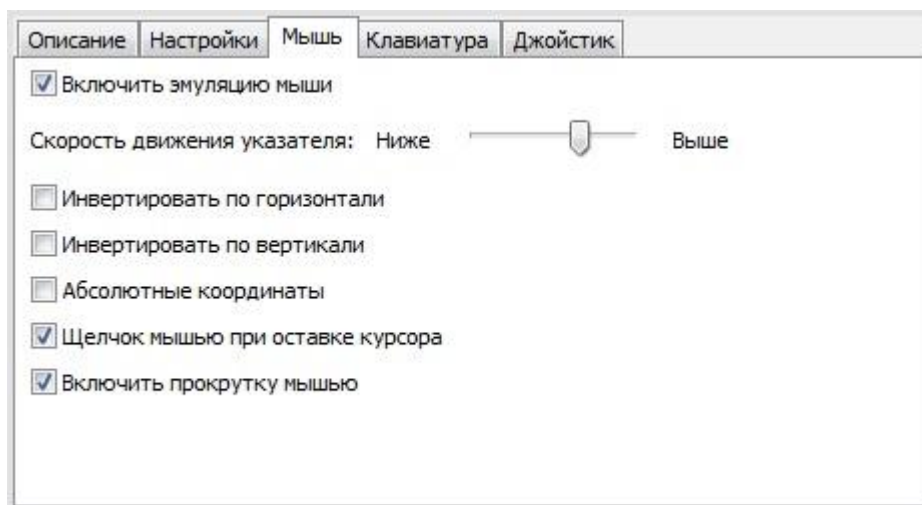 Описание Настройки Мышь Клавиатура Джойстик
Включить эмуляцию мыши
Скорость движения указателя: Ниже Выше
Инвертировать по горизонтали
Инвертировать по вертикали
Абсолютные координаты
Щелчок мышью при оставке курсора
Включить прокрутку мышью